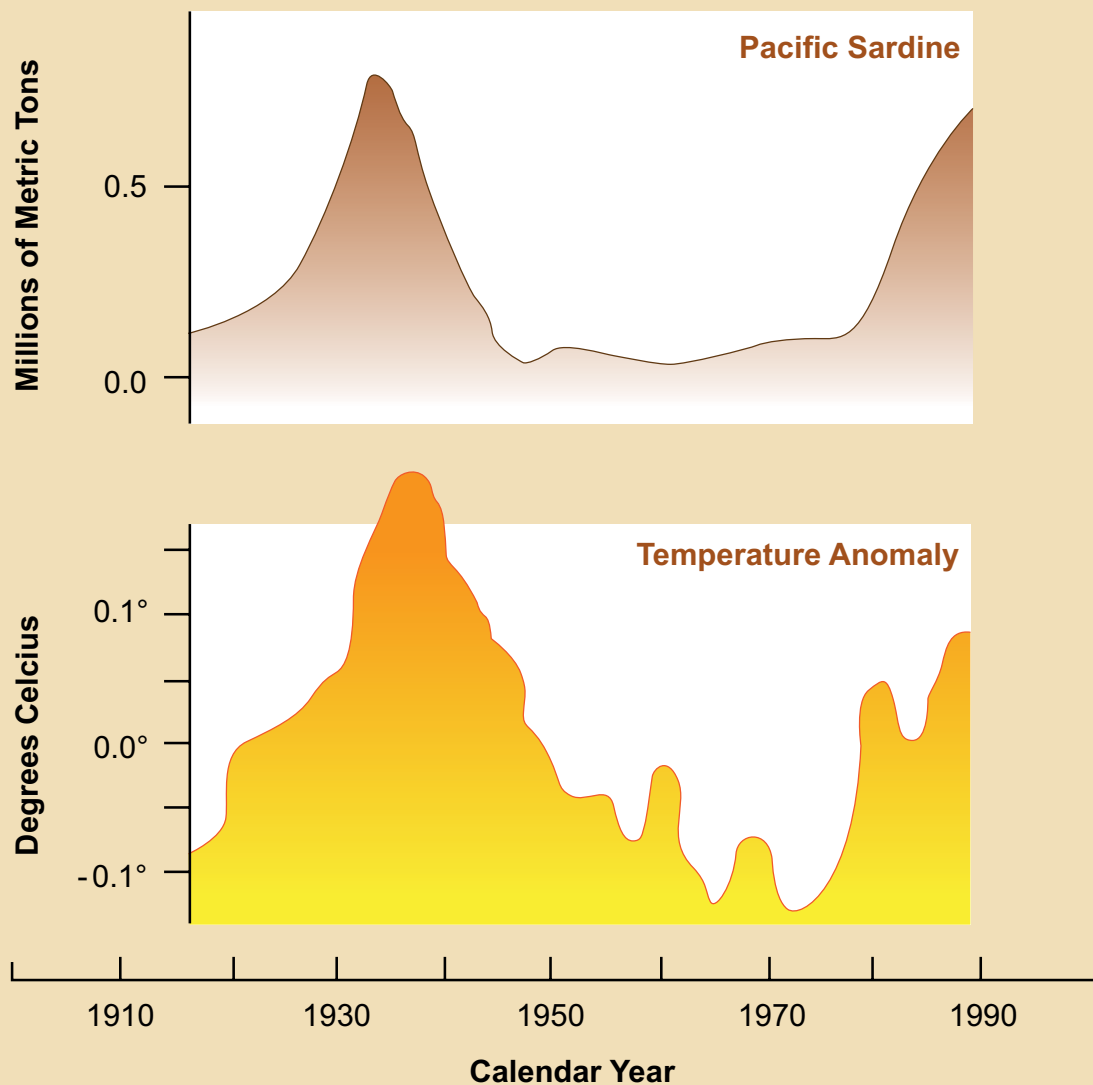 Pacific Sardine
Millions of Metric Tons
0.5
0.0
Temperature Anomaly
Degrees Celcius
0.1°
0.0°
-0.1°
1910 1930 1950 1970 1990
Calendar Year